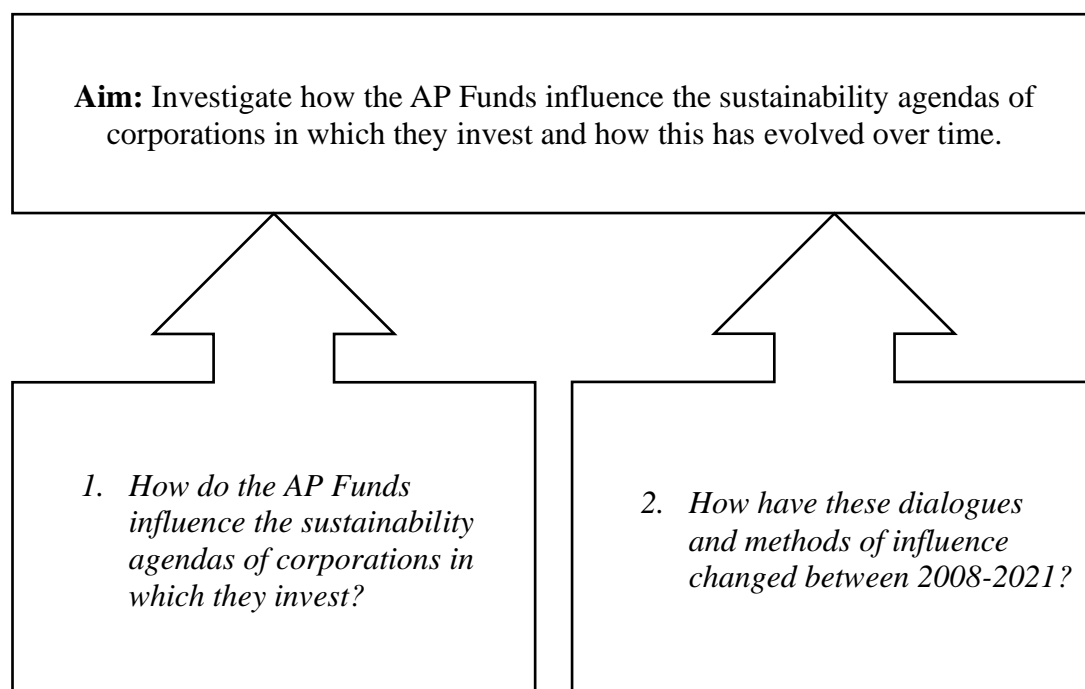 Aim: Investigate how the AP Funds influence the sustainability agendas of
corporations in which they invest and how this has evolved over time.
1. How do the AP Funds
influence the sustainability
agendas of corporations in
which they invest?
2. How have these dialogues
and methods of influence
changed between 2008-2021?